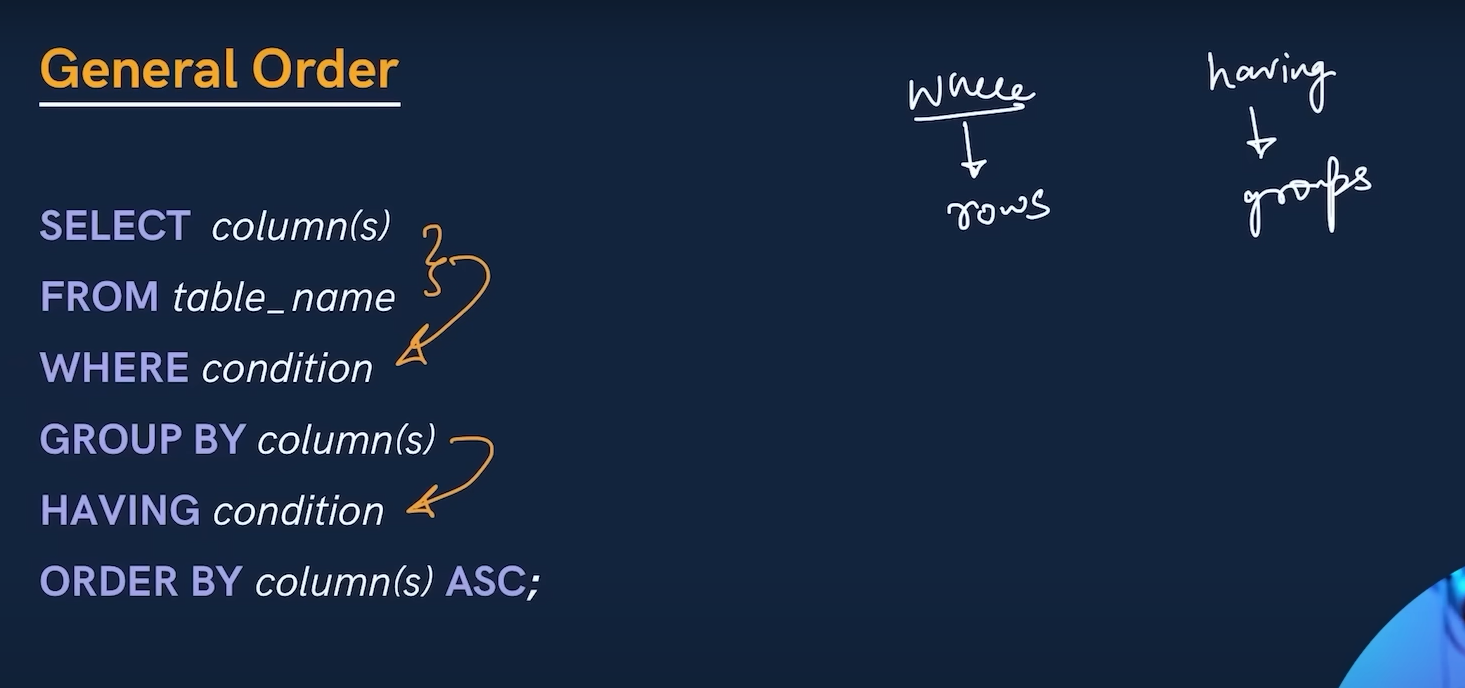 General Order
where
having
rows
groups
SELECT column(s)
FROM table_name
WHERE condition
GROUP BY column(s)
HAVING condition
ORDER BY column(s) ASC;